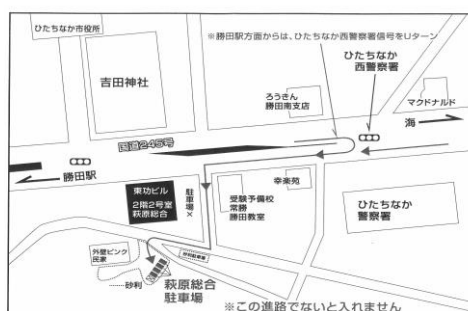 ひたちなか市役所
※勝田駅方面からは、ひたちなか西警察署信号をUターン
吉田神社
ひたちなか
西警察署
ろうきん
勝田南支店
マクドナルド
海
国道245号
勝田駅
東功ビル
2階2号室
萩原総合
駐車場×
幸楽苑
受験予備校
常勝
勝田教室
ひたちなか
警察署
外壁ピンク
民家
砂利駐車場
砂利
萩原総合
駐車場
※この進路でないと入れません